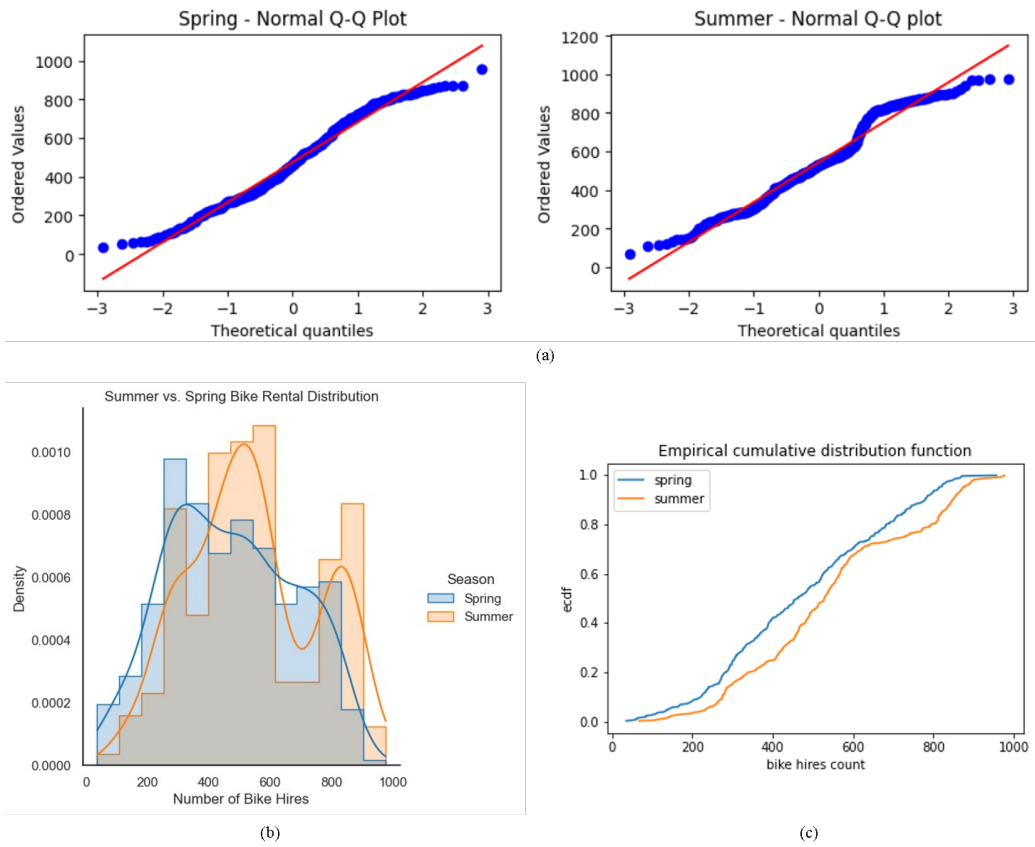 Spring - Normal Q-Q Plot
Summer - Normal Q-Q plot
Ordered Values
1000
800
600
400
200
0
−3
−2
−1
0
1
2
3
Theoretical quantiles
Ordered Values
1200
1000
800
600
400
200
0
−3
−2
−1
0
1
2
3
Theoretical quantiles
(a)
Summer vs. Spring Bike Rental Distribution
Density
0.0010
0.0008
0.0006
0.0004
0.0002
0.0000
0
200
400
600
800
1000
Number of Bike Hires
Season
Spring
Summer
(b)
Empirical cumulative distribution function
spring
summer
ecdf
1.0
0.8
0.6
0.4
0.2
0.0
0
200
400
600
800
1000
bike hires count
(c)